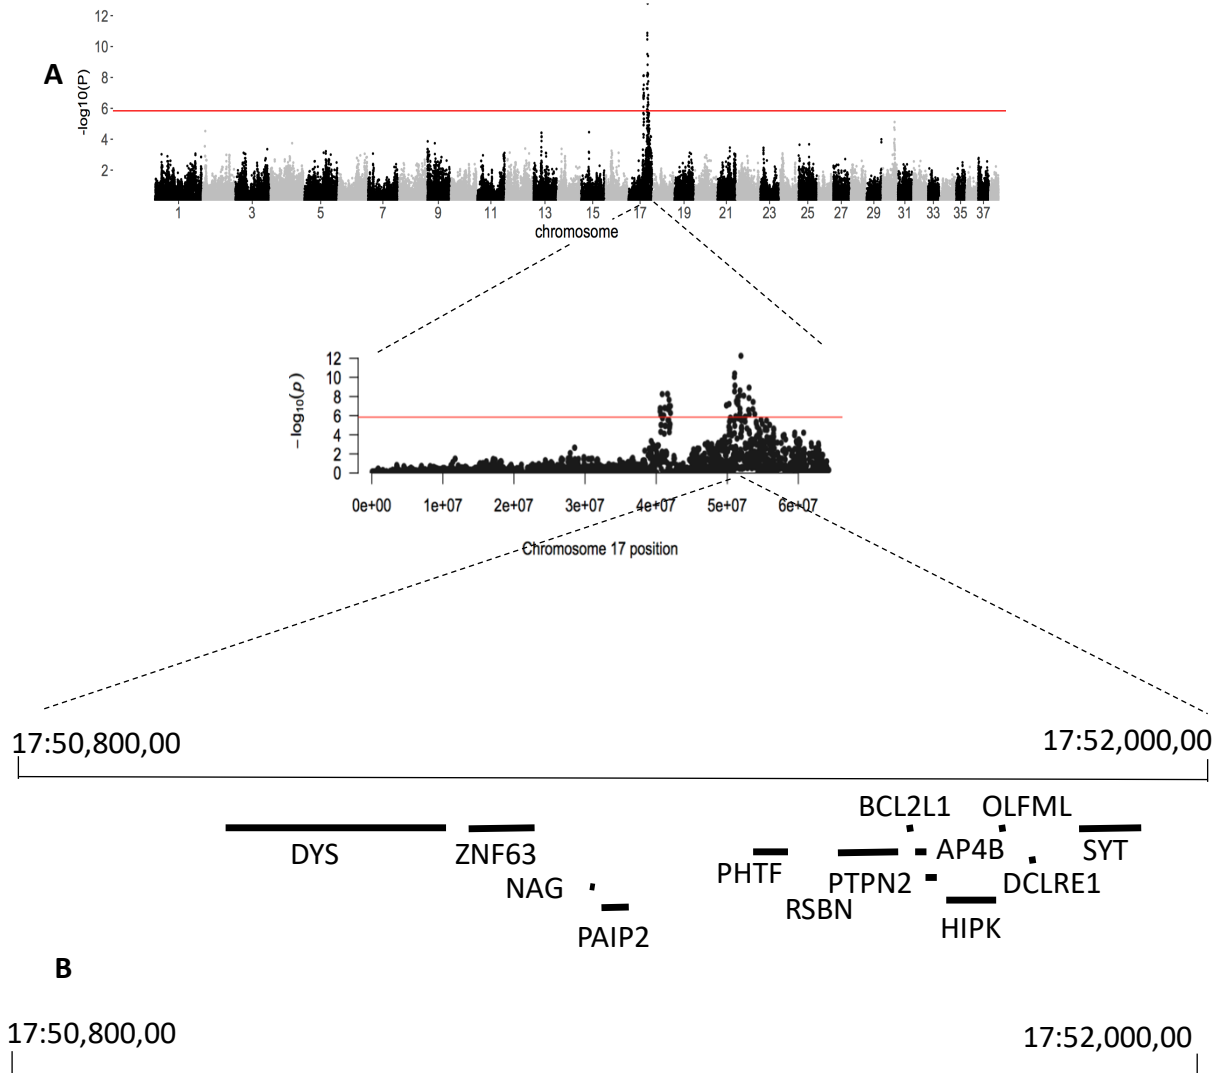 A
-log10(P)
12-
10-
8-
6-
4-
2-
1 3 5 7 9 11 13 15 17 19 21 23 25 27 29 31 33 35 37
chromosome
−log10(p)
12
10
8
6
4
2
0
0e+00 1e+07 2e+07 3e+07 4e+07 5e+07 6e+07
Chromosome 17 position
17:50,800,00 17:52,000,00
BCL2L1 OLFML
DYS ZNF63 AP4B SYT
NAG PHTF PTPN2 DCLRE1
RSBN
PAIP2 HIPK
B
17:50,800,00 17:52,000,00